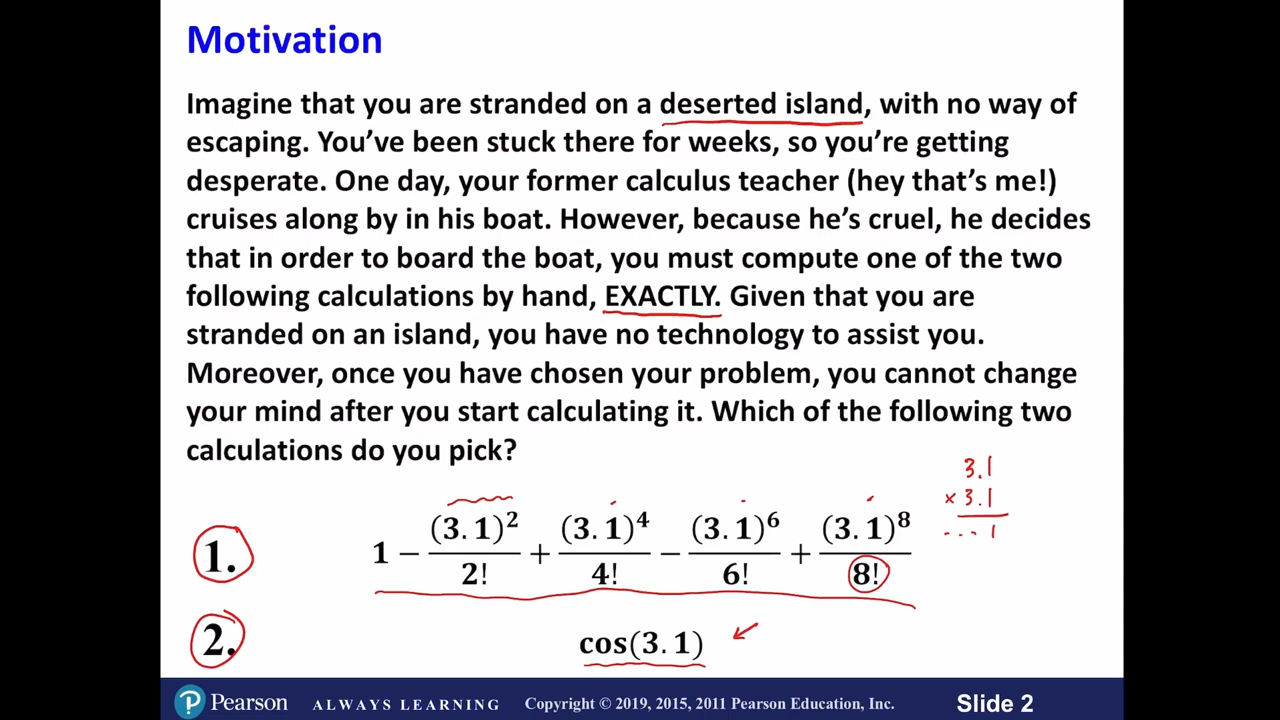 Motivation
Imagine that you are stranded on a deserted island, with no way of
escaping. You’ve been stuck there for weeks, so you’re getting
desperate. One day, your former calculus teacher (hey that’s me!)
cruises along by in his boat. However, because he’s cruel, he decides
that in order to board the boat, you must compute one of the two
following calculations by hand, EXACTLY. Given that you are
stranded on an island, you have no technology to assist you.
Moreover, once you have chosen your problem, you cannot change
your mind after you start calculating it. Which of the following two
calculations do you pick?
3.1
× 3.1
... 1
1. 1 − (3.1)²/2! + (3.1)⁴/4! − (3.1)⁶/6! + (3.1)⁸/8!
2. cos(3.1)
Pearson ALWAYS LEARNING Copyright © 2019, 2015, 2011 Pearson Education, Inc. Slide 2